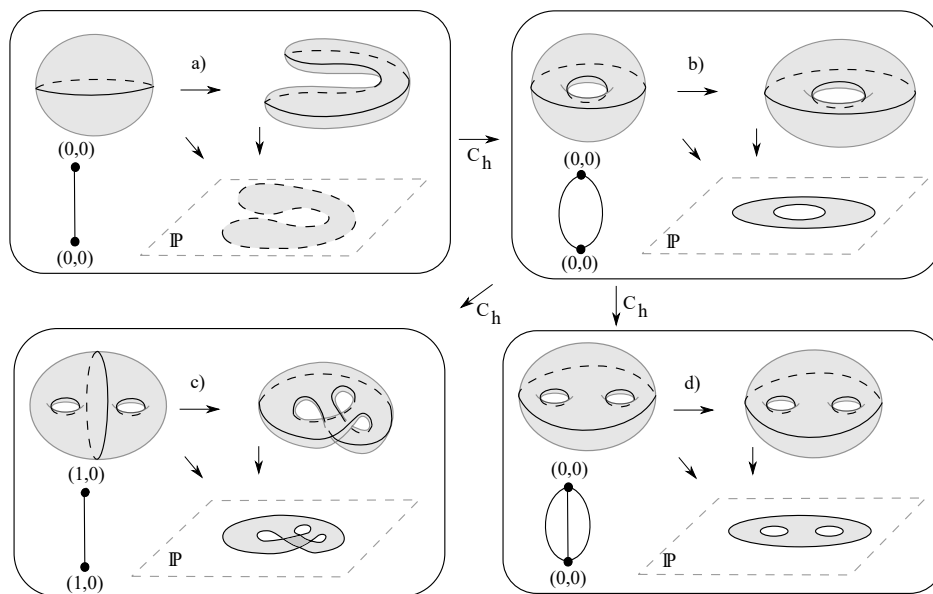 a)
(0,0)
(0,0)
ℙ
C_h
b)
(0,0)
(0,0)
ℙ
C_h
C_h
c)
(1,0)
(1,0)
ℙ
d)
(0,0)
(0,0)
ℙ